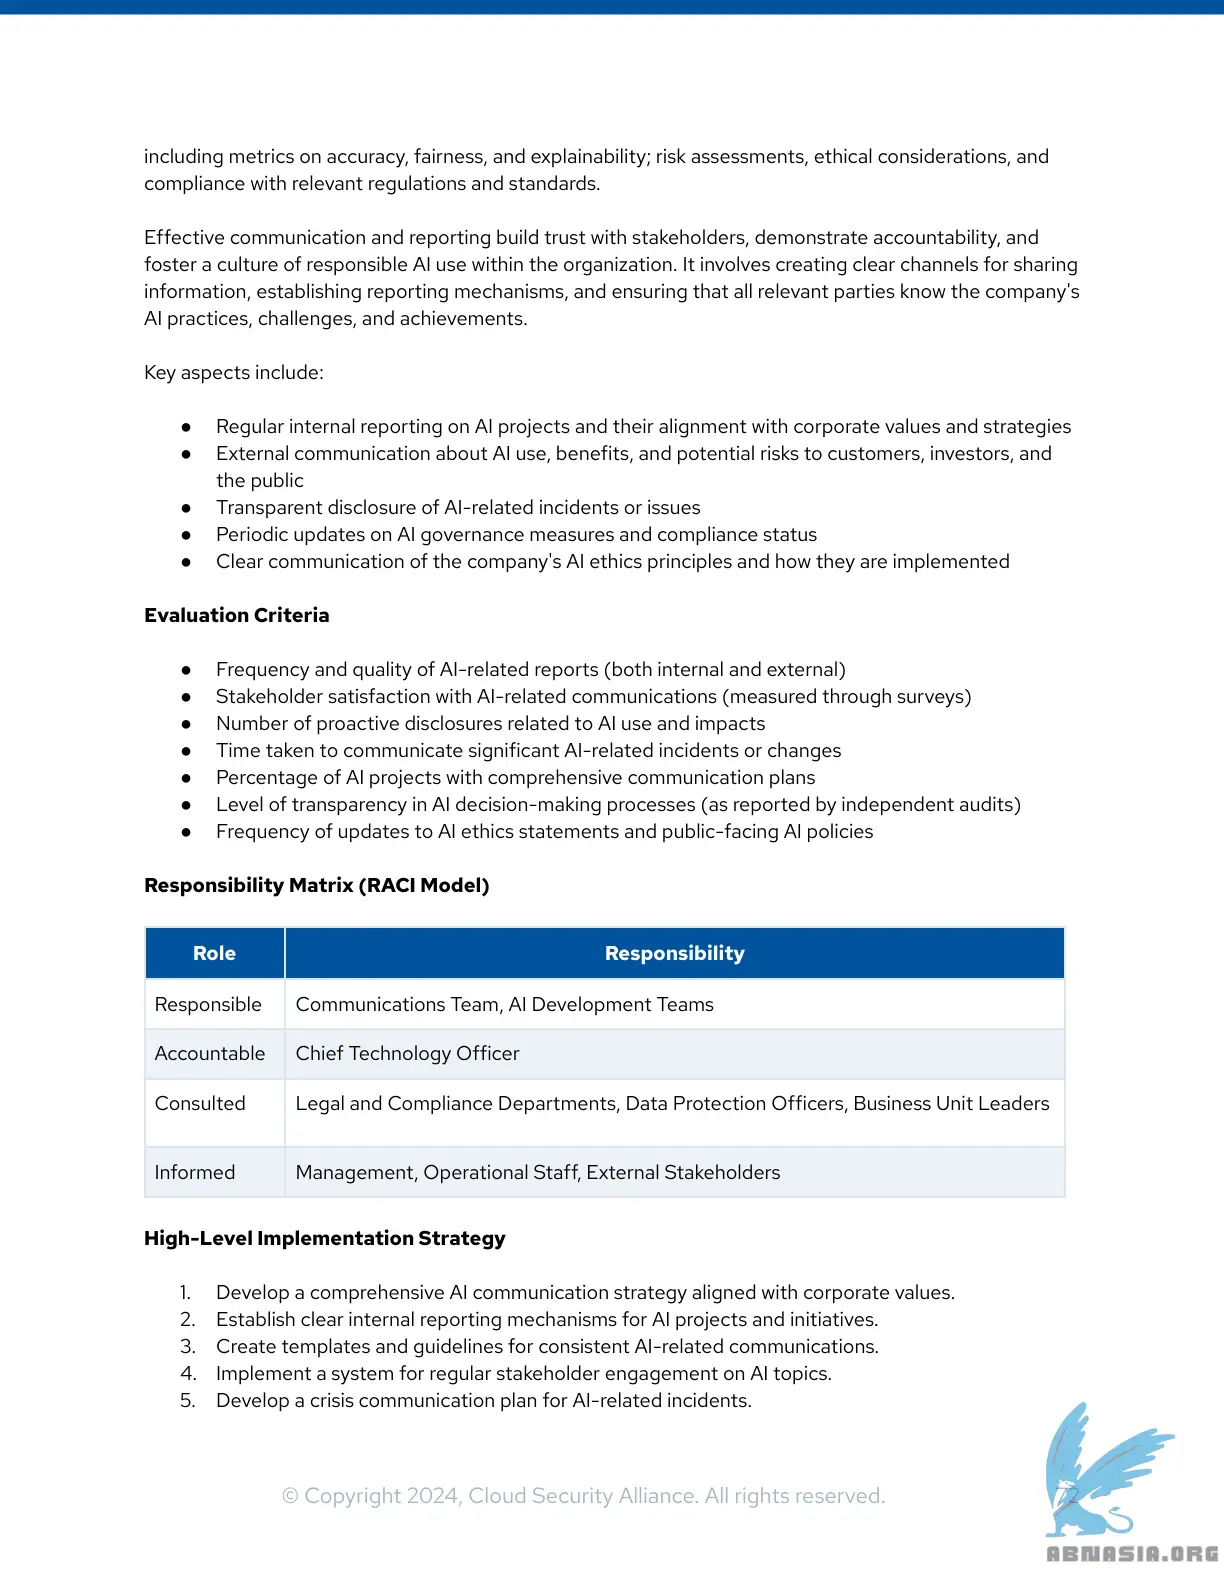 including metrics on accuracy, fairness, and explainability; risk assessments, ethical considerations, and
compliance with relevant regulations and standards.
Effective communication and reporting build trust with stakeholders, demonstrate accountability, and
foster a culture of responsible AI use within the organization. It involves creating clear channels for sharing
information, establishing reporting mechanisms, and ensuring that all relevant parties know the company's
AI practices, challenges, and achievements.
Key aspects include:
● Regular internal reporting on AI projects and their alignment with corporate values and strategies
● External communication about AI use, benefits, and potential risks to customers, investors, and
the public
● Transparent disclosure of AI-related incidents or issues
● Periodic updates on AI governance measures and compliance status
● Clear communication of the company's AI ethics principles and how they are implemented
Evaluation Criteria
● Frequency and quality of AI-related reports (both internal and external)
● Stakeholder satisfaction with AI-related communications (measured through surveys)
● Number of proactive disclosures related to AI use and impacts
● Time taken to communicate significant AI-related incidents or changes
● Percentage of AI projects with comprehensive communication plans
● Level of transparency in AI decision-making processes (as reported by independent audits)
● Frequency of updates to AI ethics statements and public-facing AI policies
Responsibility Matrix (RACI Model)
Role Responsibility
Responsible Communications Team, AI Development Teams
Accountable Chief Technology Officer
Consulted Legal and Compliance Departments, Data Protection Officers, Business Unit Leaders
Informed Management, Operational Staff, External Stakeholders
High-Level Implementation Strategy
1. Develop a comprehensive AI communication strategy aligned with corporate values.
2. Establish clear internal reporting mechanisms for AI projects and initiatives.
3. Create templates and guidelines for consistent AI-related communications.
4. Implement a system for regular stakeholder engagement on AI topics.
5. Develop a crisis communication plan for AI-related incidents.
© Copyright 2024, Cloud Security Alliance. All rights reserved.
72
ABNASIA.ORG